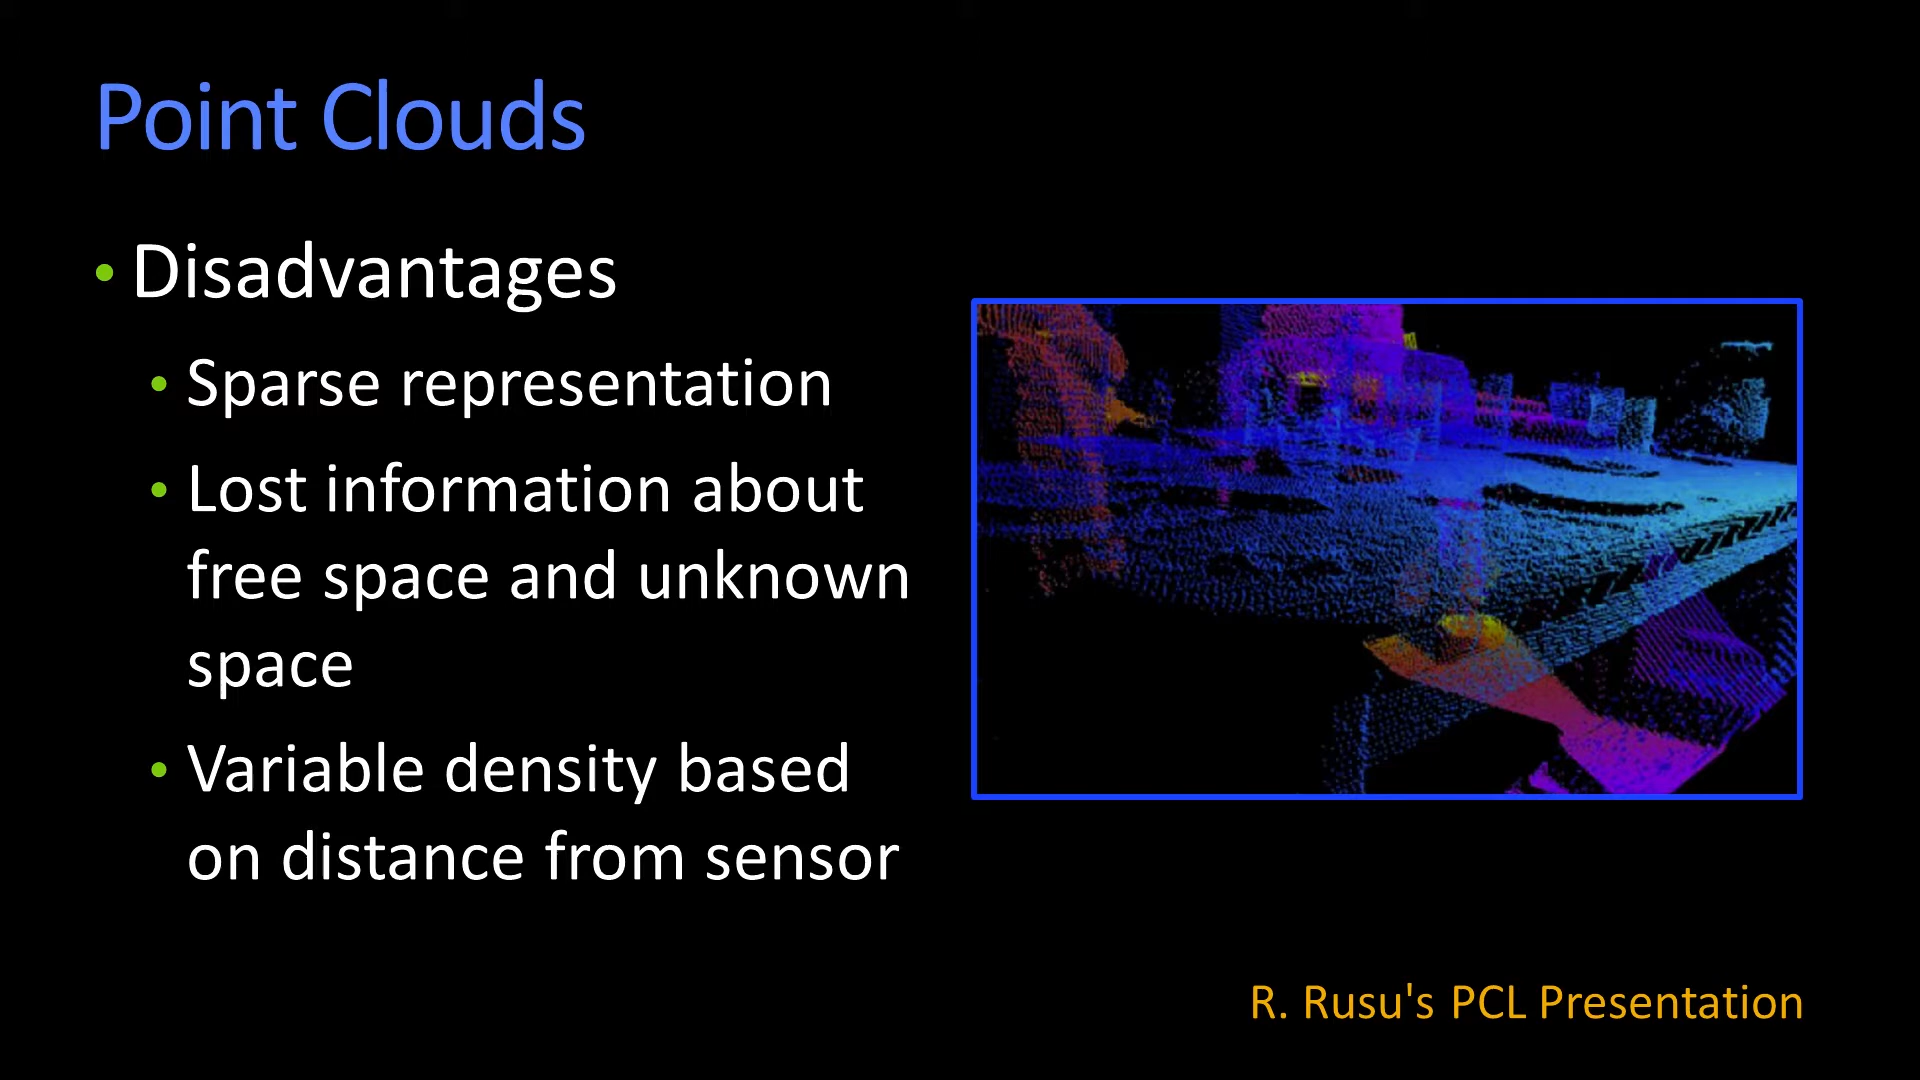 Point Clouds
• Disadvantages
• Sparse representation
• Lost information about
free space and unknown
space
• Variable density based
on distance from sensor
R. Rusu's PCL Presentation